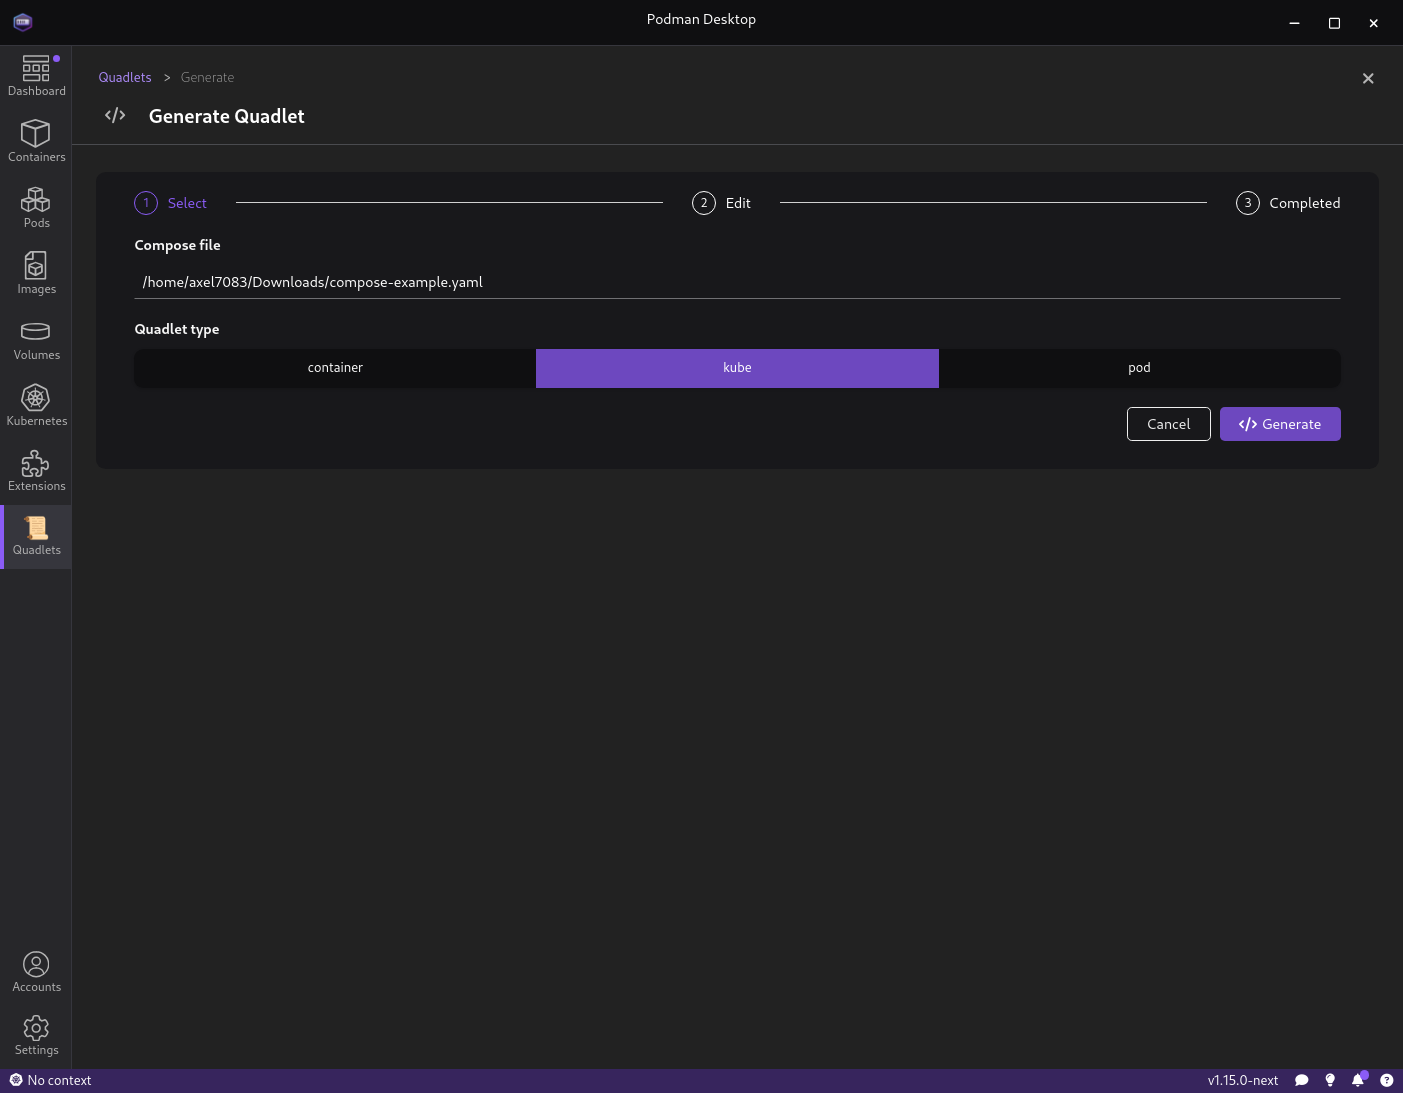 Podman Desktop
Dashboard
Containers
Pods
Images
Volumes
Kubernetes
Extensions
Quadlets
Accounts
Settings
Quadlets > Generate
Generate Quadlet
1 Select
2 Edit
3 Completed
Compose file
/home/axel7083/Downloads/compose-example.yaml
Quadlet type
container kube pod
Cancel
</> Generate
No context
v1.15.0-next